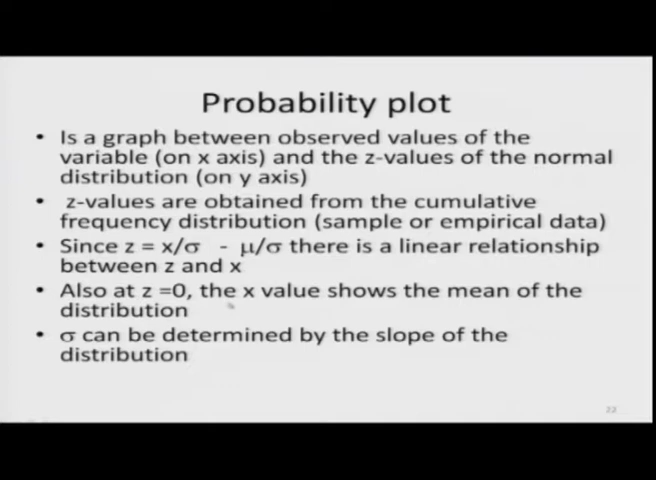 Probability plot
• Is a graph between observed values of the
variable (on x axis) and the z-values of the normal
distribution (on y axis)
• z-values are obtained from the cumulative
frequency distribution (sample or empirical data)
• Since z = x/σ - μ/σ there is a linear relationship
between z and x
• Also at z =0, the x value shows the mean of the
distribution
• σ can be determined by the slope of the
distribution
22